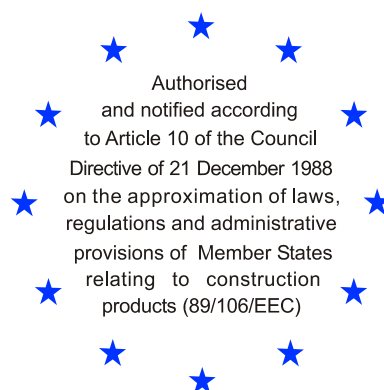 Authorised
and notified according
to Article 10 of the Council
Directive of 21 December 1988
on the approximation of laws,
regulations and administrative
provisions of Member States
relating to construction
products (89/106/EEC)